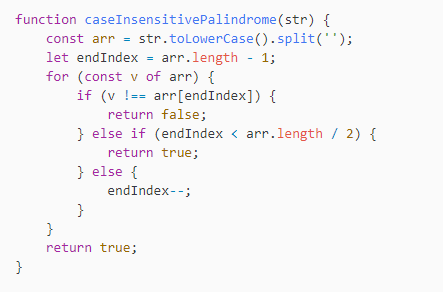 function caseInsensitivePalindrome(str) {
    const arr = str.toLowerCase().split('');
    let endIndex = arr.length - 1;
    for (const v of arr) {
        if (v !== arr[endIndex]) {
            return false;
        } else if (endIndex < arr.length / 2) {
            return true;
        } else {
            endIndex--;
        }
    }
    return true;
}